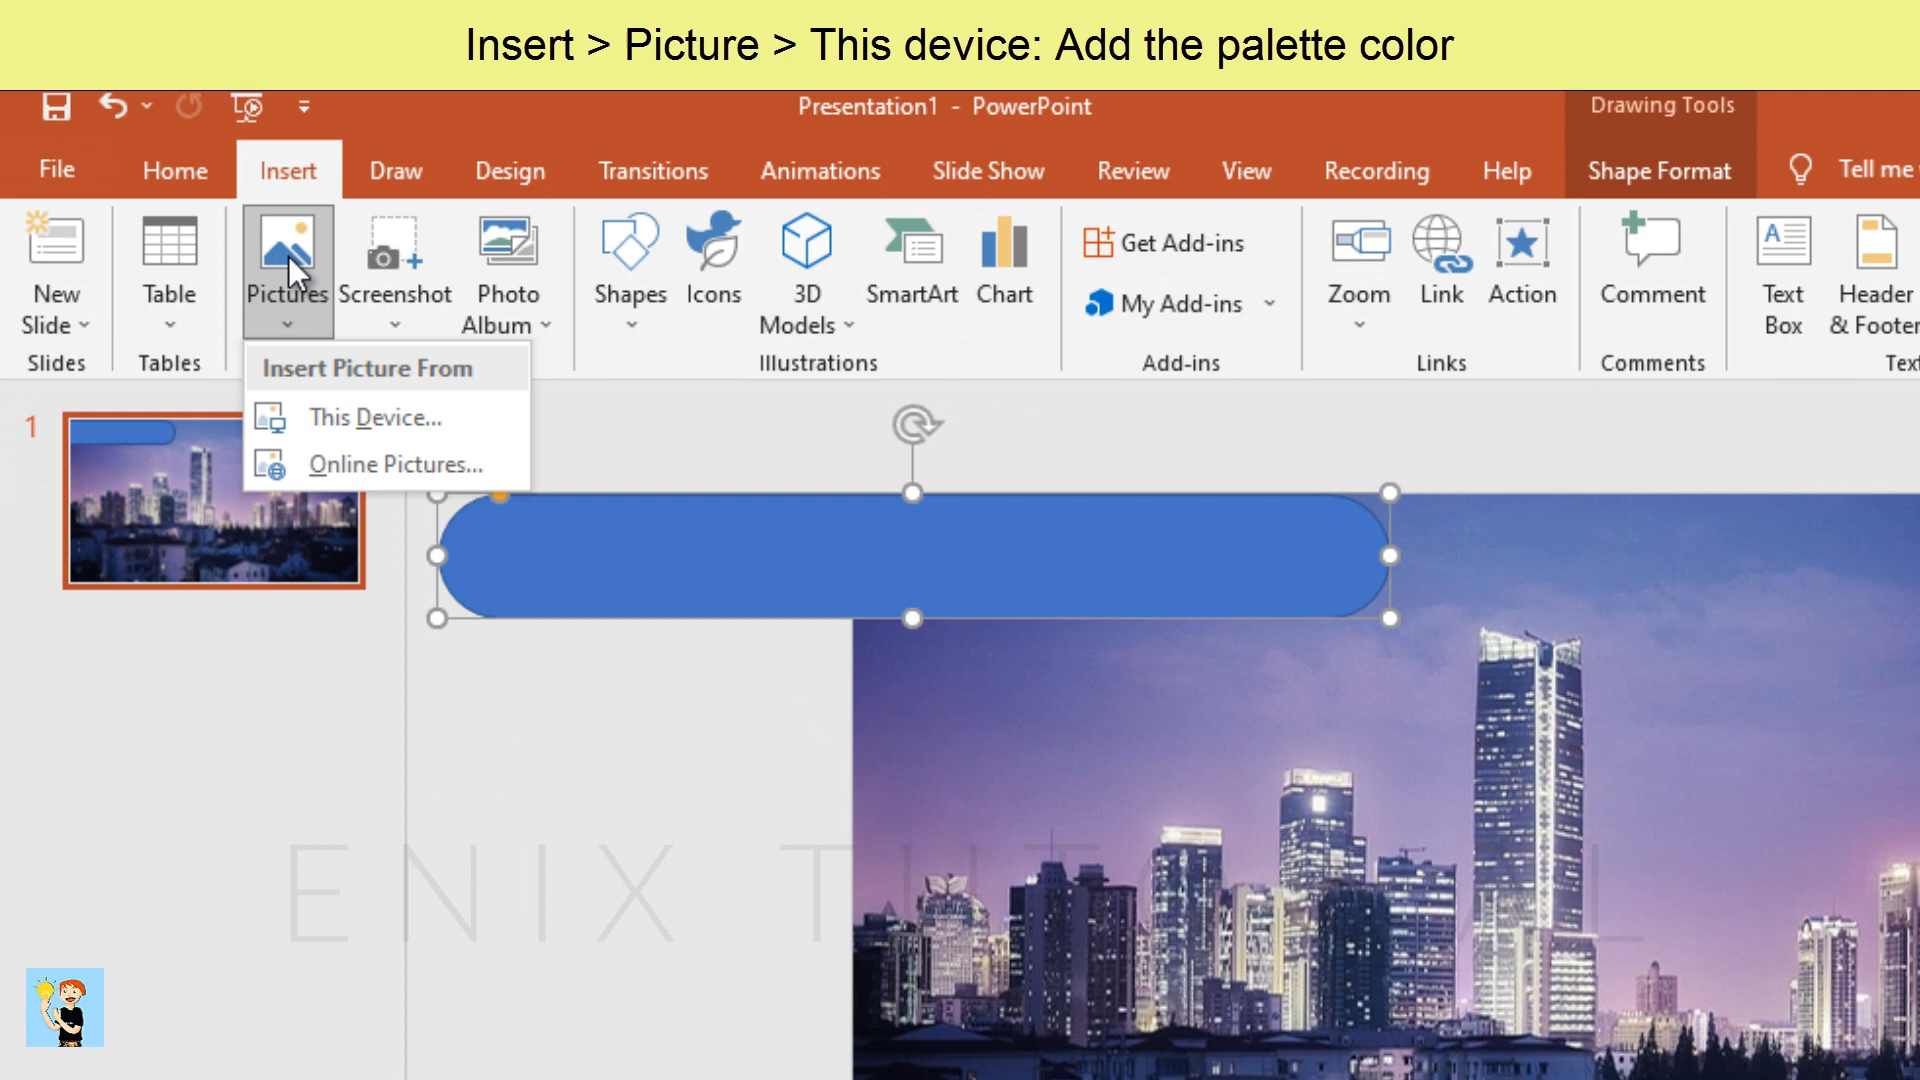 Insert > Picture > This device: Add the palette color
Presentation1 - PowerPoint
Drawing Tools
File
Home
Insert
Draw
Design
Transitions
Animations
Slide Show
Review
View
Recording
Help
Shape Format
Tell me
New
Slide
Table
Pictures
Screenshot
Photo
Album
Shapes
Icons
3D
Models
SmartArt
Chart
Get Add-ins
My Add-ins
Zoom
Link
Action
Comment
Text
Box
Header
& Footer
Slides
Tables
Illustrations
Add-ins
Links
Comments
Insert Picture From
This Device...
Online Pictures...
1
ENIX